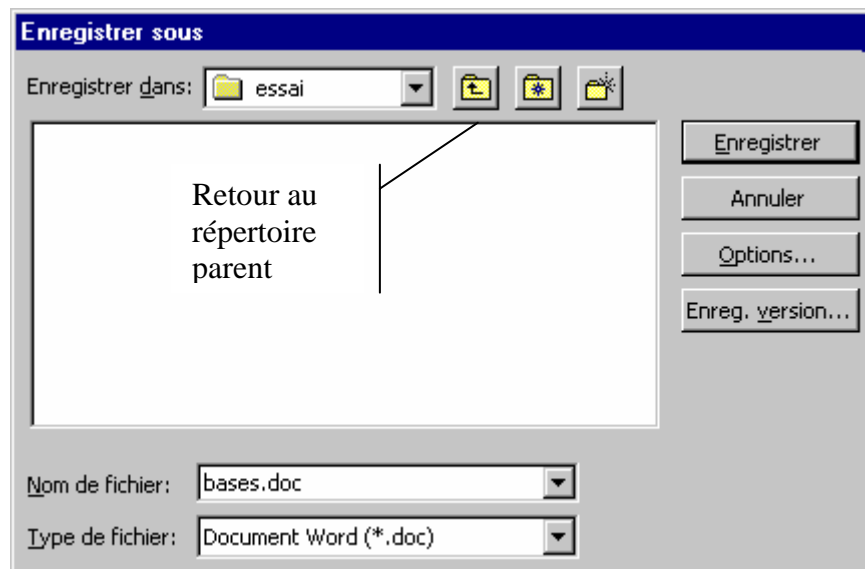 Enregistrer sous
Enregistrer dans: essai
Retour au
répertoire
parent
Enregistrer
Annuler
Options...
Enreg. version...
Nom de fichier: bases.doc
Type de fichier: Document Word (*.doc)